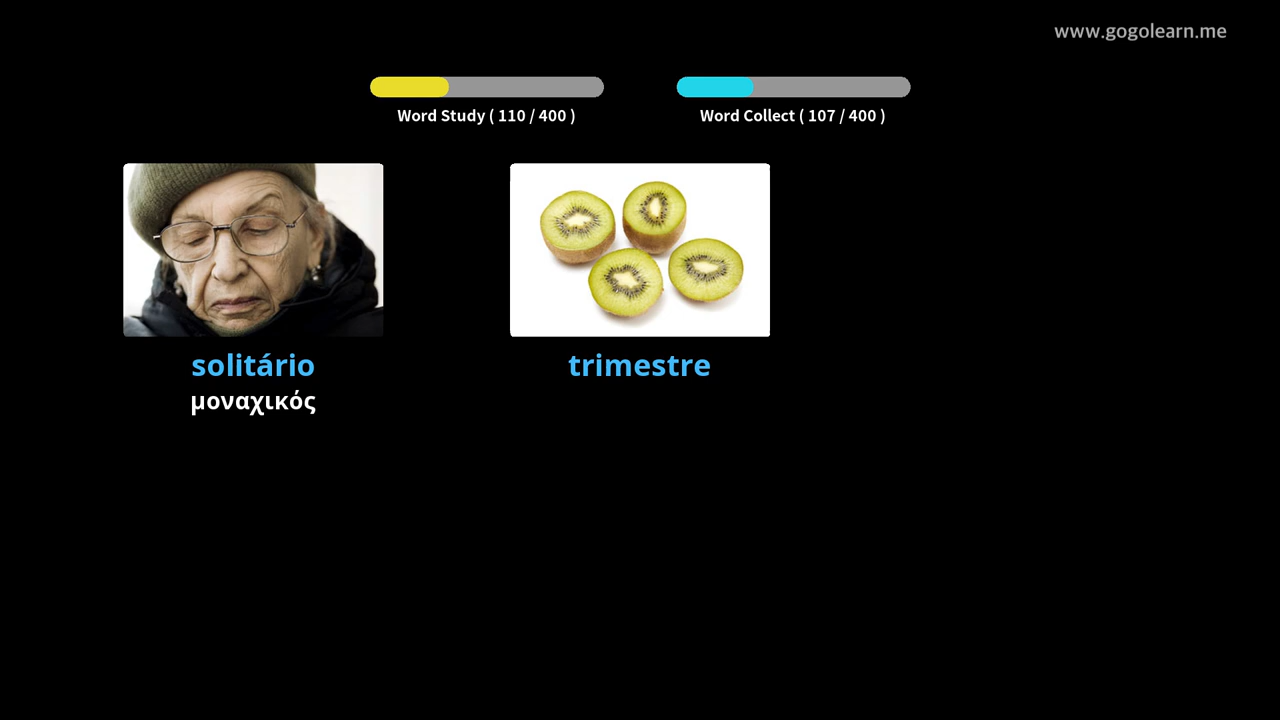 www.gogolearn.me
Word Study ( 110 / 400 )
Word Collect ( 107 / 400 )
solitário
μοναχικός
trimestre